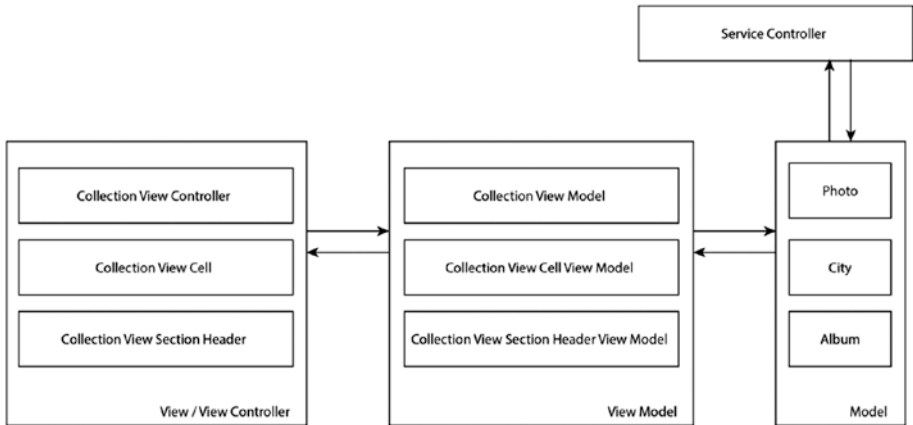 Service Controller
Collection View Controller
Collection View Cell
Collection View Section Header
View / View Controller
Collection View Model
Collection View Cell View Model
Collection View Section Header View Model
View Model
Photo
City
Album
Model